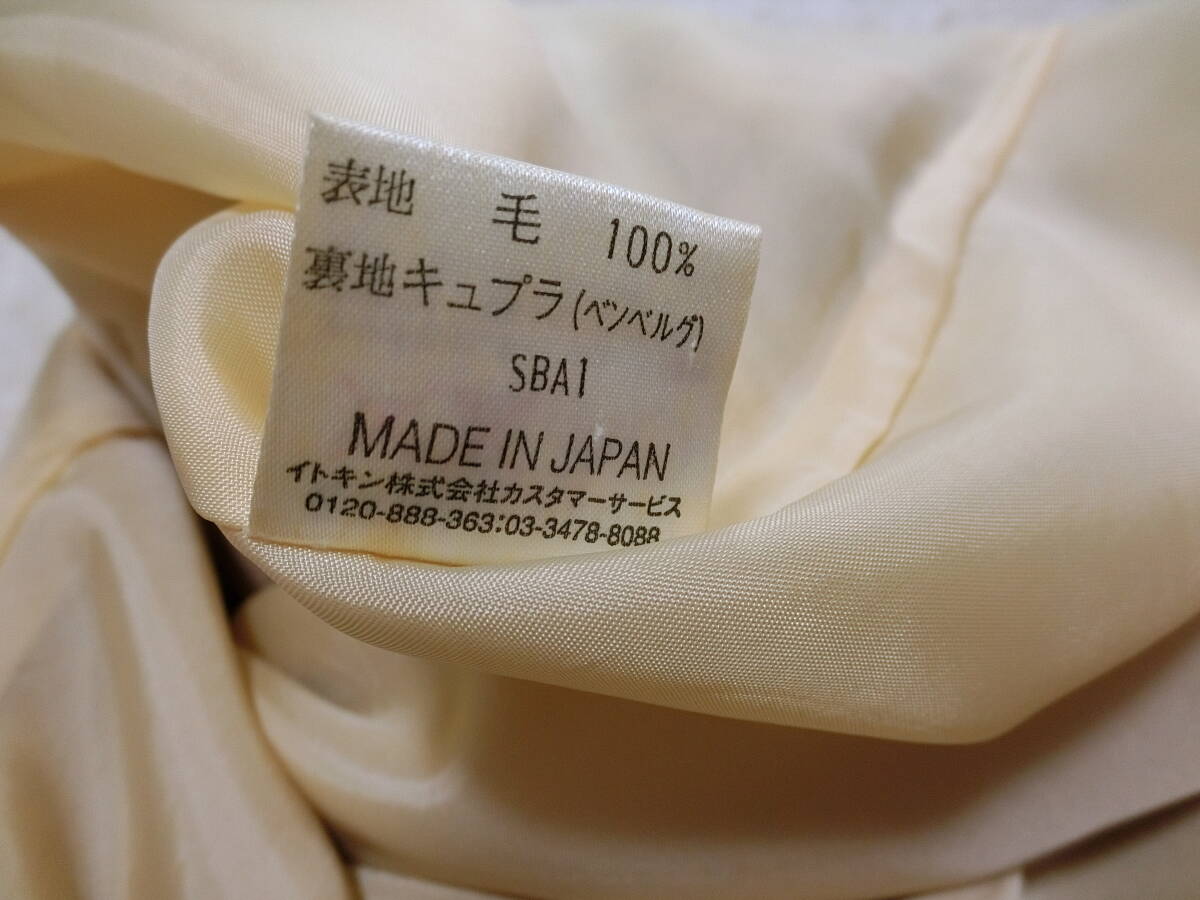 表地 毛 100%
裏地キュプラ(ベンベルグ)
SBA1
MADE IN JAPAN
イトキン株式会社カスタマーサービス
0120-888-363:03-3478-8088